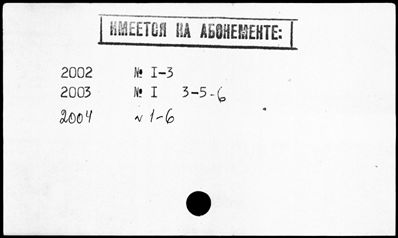 ИМЕЕТСЯ НА АБОНЕМЕНТЕ:
2002 № I-3
2003 № I 3-5-6
2004 № 1-6